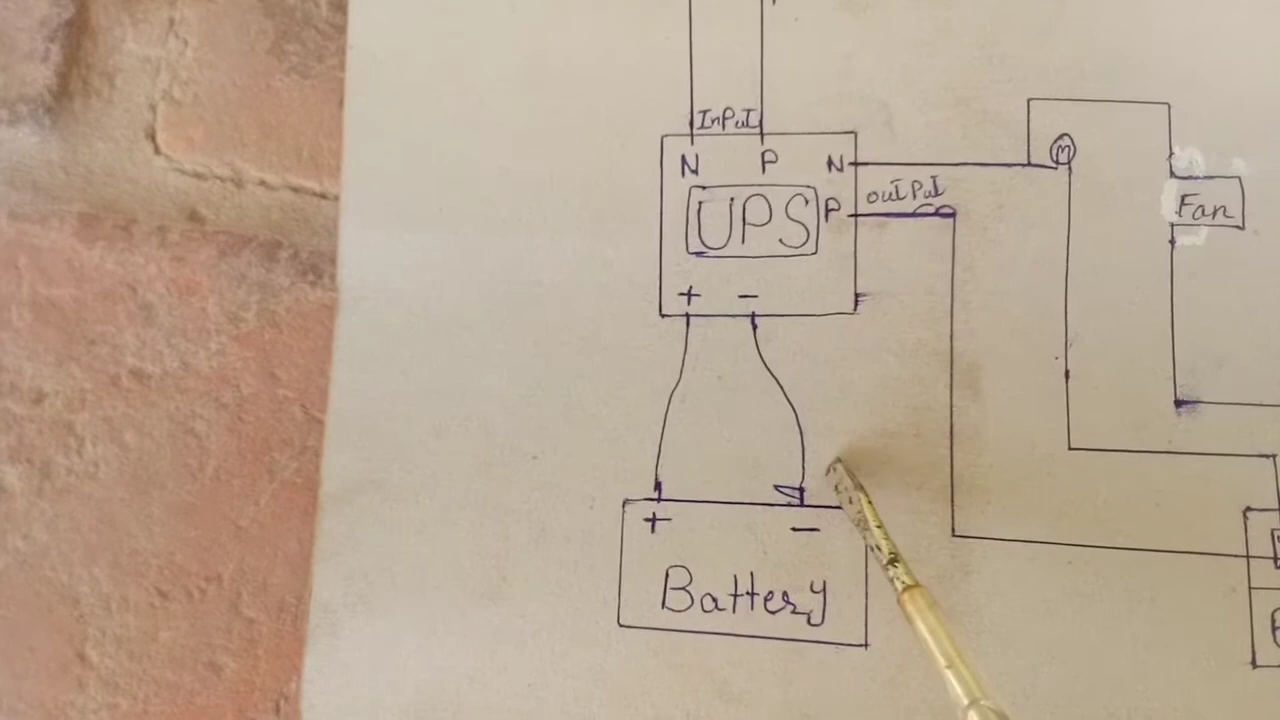 InPuT
N P N
ouTPuT
UPS P
Fan
+ −
+ −
Battery